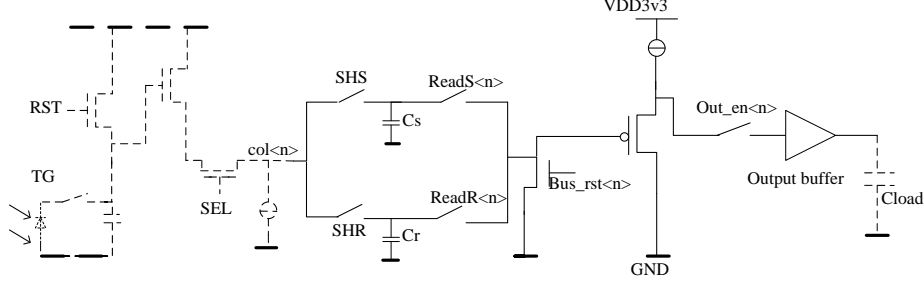 VDD3v3
SHS
ReadS<n>
RST
Cs
Out_en<n>
col<n>
TG
SEL
Bus_rst<n>
Output buffer
Cload
ReadR<n>
SHR
Cr
GND